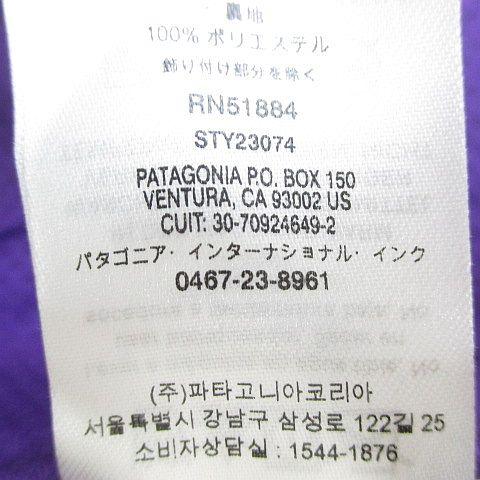 裏地
100% ポリエステル
飾り付け部分を除く
RN51884
STY23074
PATAGONIA P.O. BOX 150
VENTURA, CA 93002 US
CUIT: 30-70924649-2
パタゴニア・インターナショナル・インク
0467-23-8961
(주)파타고니아코리아
서울특별시 강남구 삼성로 122길 25
소비자상담실 : 1544-1876